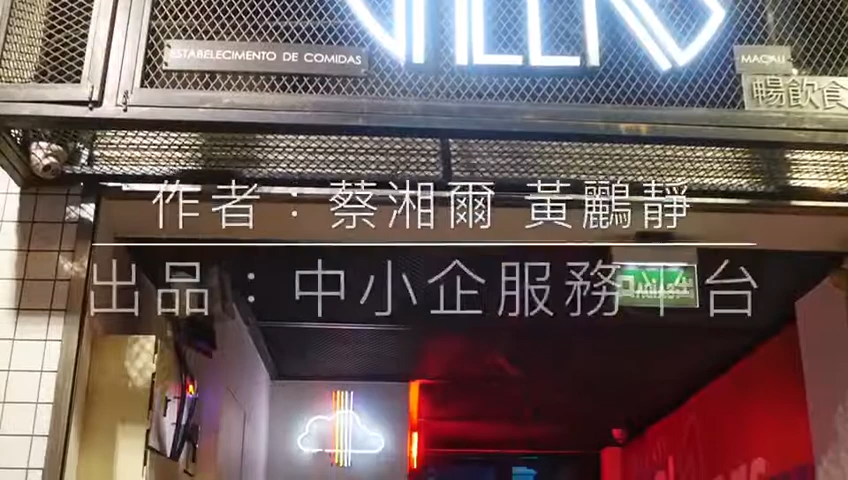 ESTABELECIMENTO DE COMIDAS
MACAU
暢飲食
作者：蔡湘爾 黃鸝靜
出品：中小企服務平台
SAÍDA